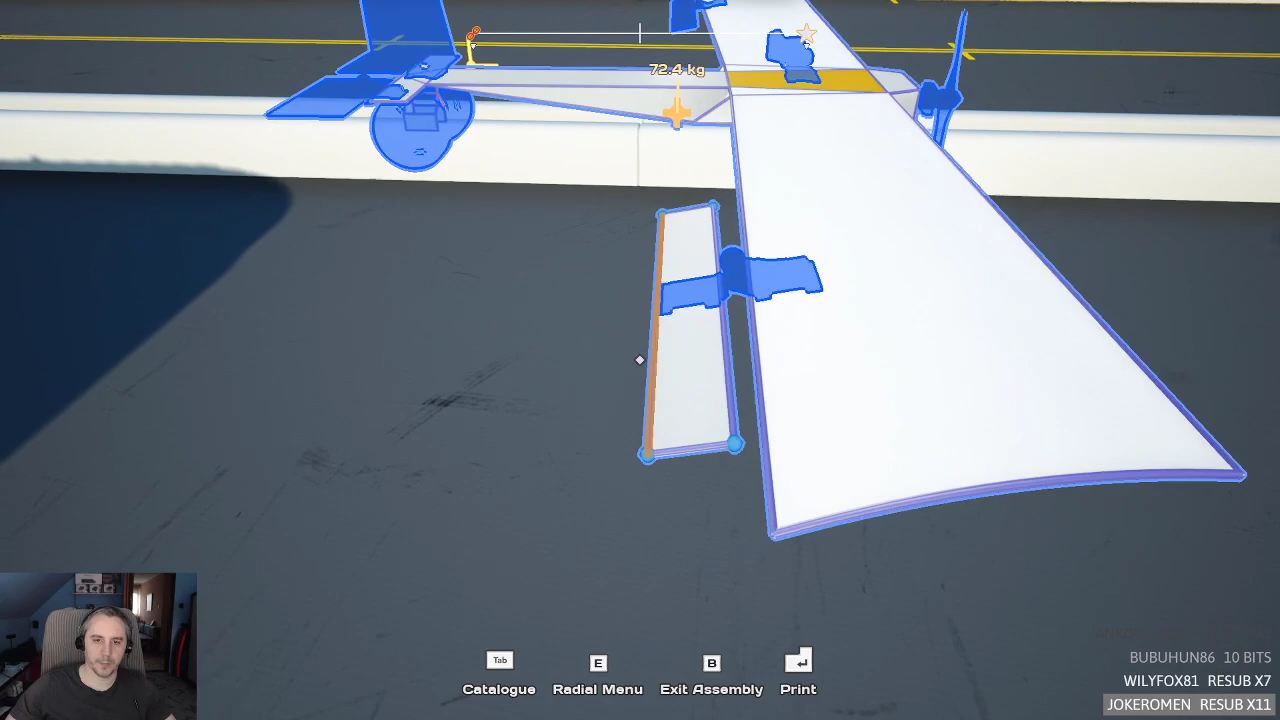 72.4 kg
Tab
E
B
Catalogue
Radial Menu
Exit Assembly
Print
BUBUHUN86 10 BITS
WILYFOX81 RESUB X7
JOKEROMEN RESUB X11